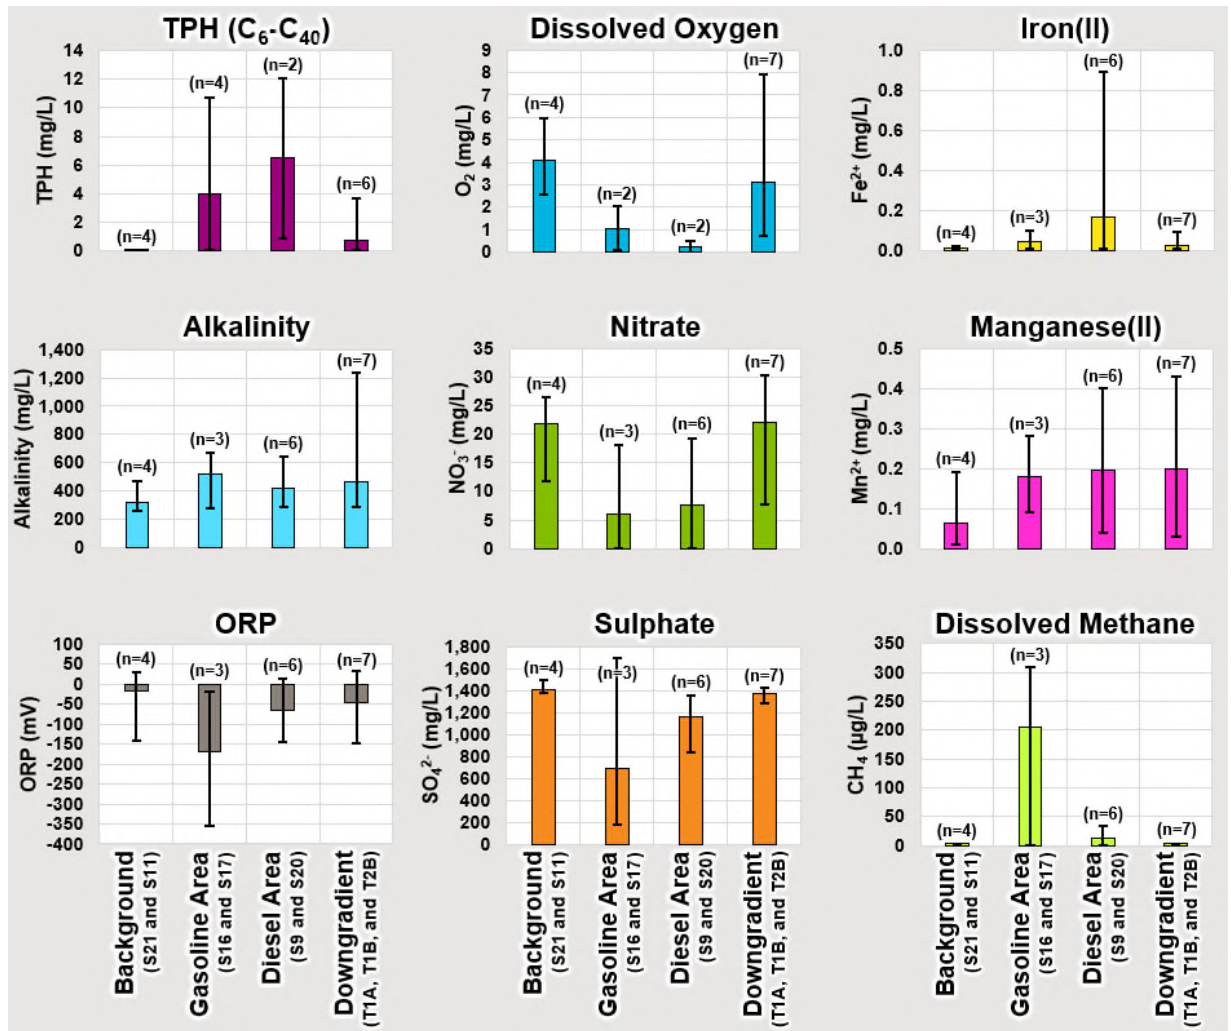 TPH (C₆-C₄₀)
TPH (mg/L)
14
12
10
8
6
4
2
0
(n=4)
(n=4)
(n=2)
(n=6)
Dissolved Oxygen
O₂ (mg/L)
9
8
7
6
5
4
3
2
1
0
(n=4)
(n=2)
(n=2)
(n=7)
Iron(II)
Fe²⁺ (mg/L)
1.0
0.8
0.6
0.4
0.2
0.0
(n=4)
(n=3)
(n=6)
(n=7)
Alkalinity
Alkalinity (mg/L)
1,400
1,200
1,000
800
600
400
200
0
(n=4)
(n=3)
(n=6)
(n=7)
Nitrate
NO₃⁻ (mg/L)
35
30
25
20
15
10
5
0
(n=4)
(n=3)
(n=6)
(n=7)
Manganese(II)
Mn²⁺ (mg/L)
0.5
0.4
0.3
0.2
0.1
0.0
(n=4)
(n=3)
(n=6)
(n=7)
ORP
ORP (mV)
100
50
0
-50
-100
-150
-200
-250
-300
-350
-400
(n=4)
(n=3)
(n=6)
(n=7)
Background
(S21 and S11)
Gasoline Area
(S16 and S17)
Diesel Area
(S9 and S20)
Downgradient
(T1A, T1B, and T2B)
Sulphate
SO₄²⁻ (mg/L)
1,800
1,600
1,400
1,200
1,000
800
600
400
200
0
(n=4)
(n=3)
(n=6)
(n=7)
Background
(S21 and S11)
Gasoline Area
(S16 and S17)
Diesel Area
(S9 and S20)
Downgradient
(T1A, T1B, and T2B)
Dissolved Methane
CH₄ (µg/L)
350
300
250
200
150
100
50
0
(n=4)
(n=3)
(n=6)
(n=7)
Background
(S21 and S11)
Gasoline Area
(S16 and S17)
Diesel Area
(S9 and S20)
Downgradient
(T1A, T1B, and T2B)